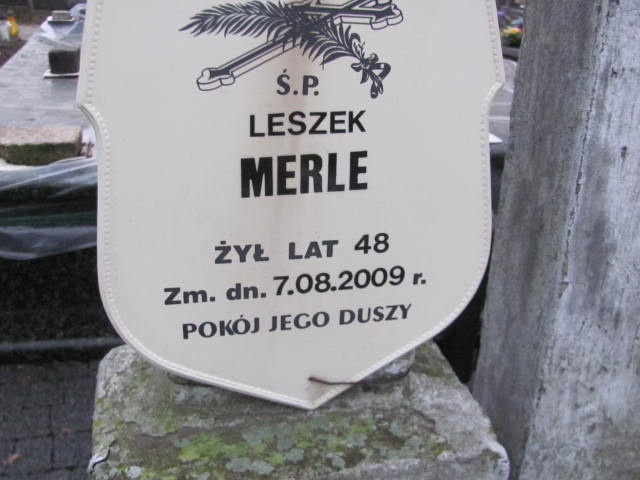 Ś.P.
LESZEK
MERLE
ŻYŁ LAT 48
Zm. dn. 7.08.2009 r.
POKÓJ JEGO DUSZY